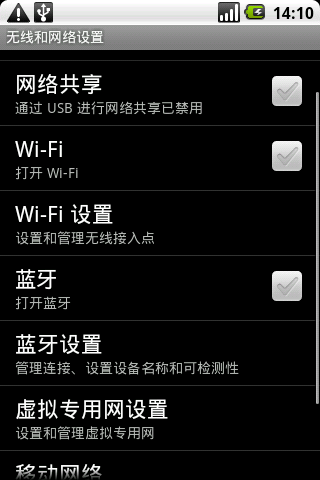 14:10
无线和网络设置
网络共享
通过 USB 进行网络共享已禁用
Wi-Fi
打开 Wi-Fi
Wi-Fi 设置
设置和管理无线接入点
蓝牙
打开蓝牙
蓝牙设置
管理连接、设置设备名称和可检测性
虚拟专用网设置
设置和管理虚拟专用网
移动网络